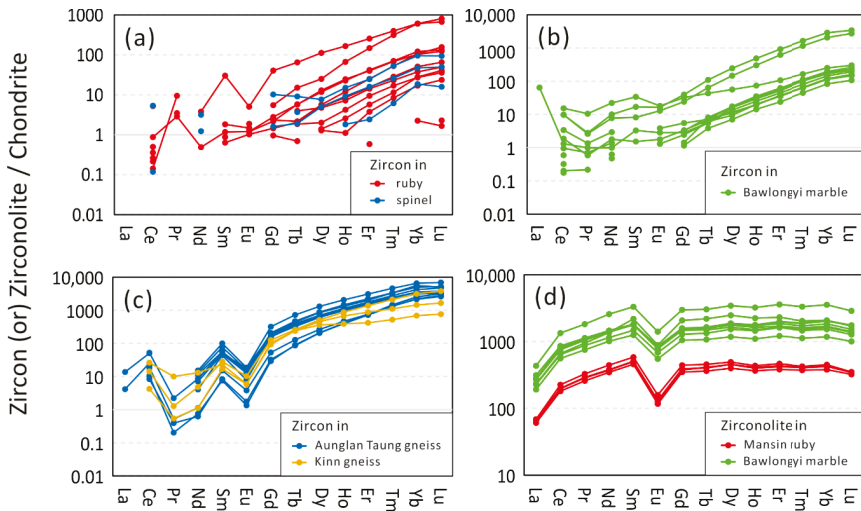 Zircon (or) Zirconolite / Chondrite
(a)
1000
100
10
1
0.1
0.01
Zircon in
ruby
spinel
La Ce Pr Nd Sm Eu Gd Tb Dy Ho Er Tm Yb Lu
(b)
10,000
1000
100
10
1
0.1
0.01
Zircon in
Bawlongyi marble
La Ce Pr Nd Sm Eu Gd Tb Dy Ho Er Tm Yb Lu
(c)
10,000
1000
100
10
1
0.1
0.01
Zircon in
Aunglan Taung gneiss
Kinn gneiss
La Ce Pr Nd Sm Eu Gd Tb Dy Ho Er Tm Yb Lu
(d)
10,000
1000
100
10
Zirconolite in
Mansin ruby
Bawlongyi marble
La Ce Pr Nd Sm Eu Gd Tb Dy Ho Er Tm Yb Lu